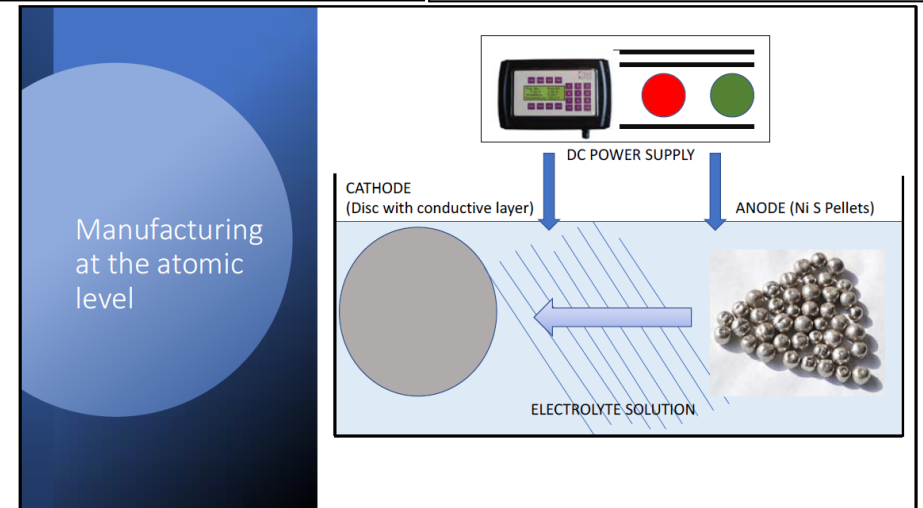 Manufacturing
at the atomic
level
DC POWER SUPPLY
CATHODE
(Disc with conductive layer)
ANODE (Ni S Pellets)
ELECTROLYTE SOLUTION